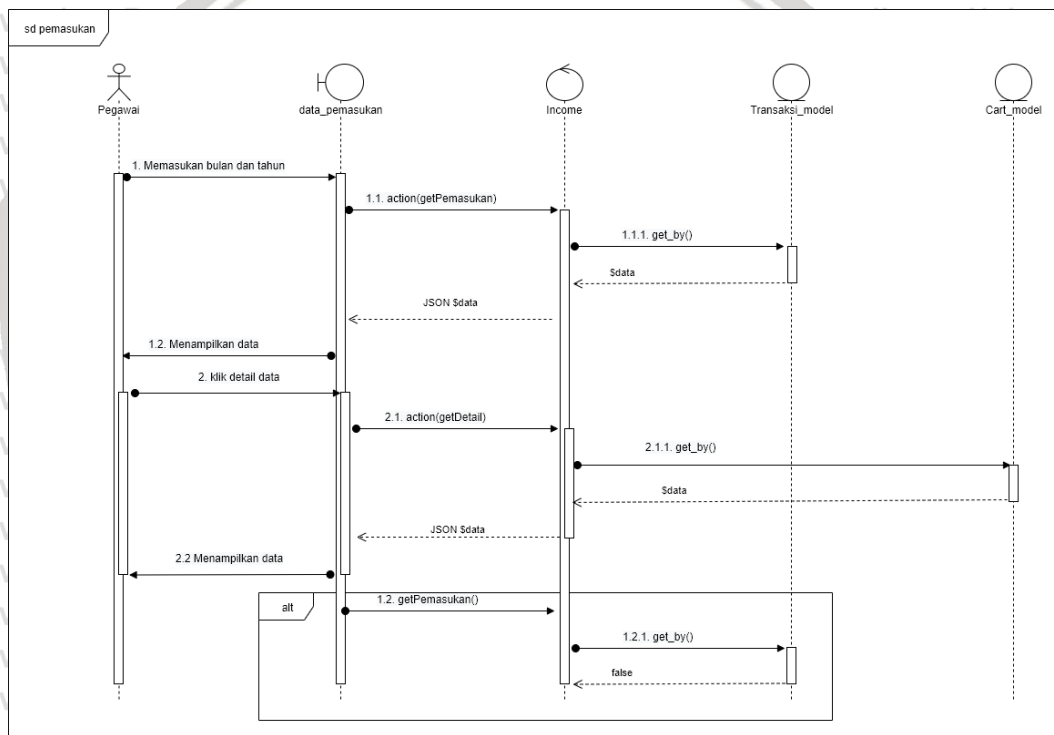 sd pemasukan
Pegawai
data_pemasukan
Income
Transaksi_model
Cart_model
1. Memasukan bulan dan tahun
1.1. action(getPemasukan)
1.1.1. get_by()
$data
JSON $data
1.2. Menampilkan data
2. klik detail data
2.1. action(getDetail)
2.1.1. get_by()
$data
JSON $data
2.2 Menampilkan data
alt
1.2. getPemasukan()
1.2.1. get_by()
false